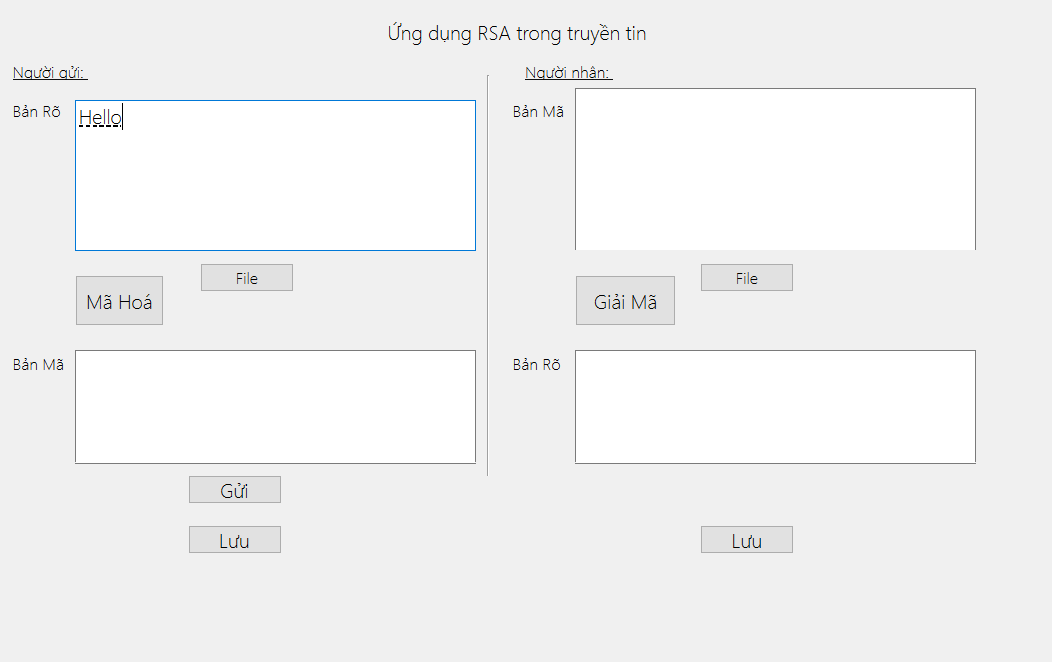 Ứng dụng RSA trong truyền tin
Người gửi:
Bản Rõ
Hello
File
Mã Hoá
Bản Mã
Gửi
Lưu
Người nhân:
Bản Mã
File
Giải Mã
Bản Rõ
Lưu